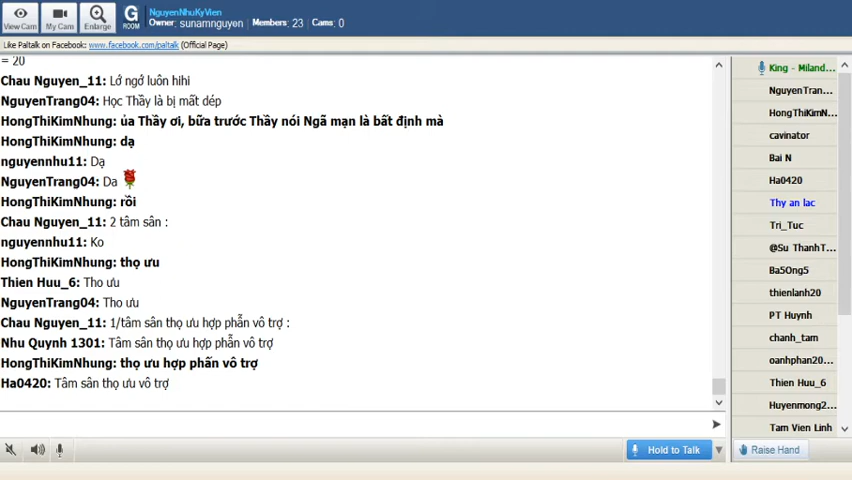 View Cam
My Cam
Enlarge
G
ROOM
NguyenNhuKyVien
Owner: sunamnguyen Members: 23 Cams: 0
Like Paltalk on Facebook: www.facebook.com/paltalk (Official Page)
= 20
Chau Nguyen_11: Lớ ngớ luôn hihi
NguyenTrang04: Học Thầy là bị mất dép
HongThiKimNhung: ủa Thầy ơi, bữa trước Thầy nói Ngã mạn là bất định mà
HongThiKimNhung: dạ
nguyennhu11: Dạ
NguyenTrang04: Da
HongThiKimNhung: rồi
Chau Nguyen_11: 2 tâm sân :
nguyennhu11: Ko
HongThiKimNhung: thọ ưu
Thien Huu_6: Tho ưu
NguyenTrang04: Tho ưu
Chau Nguyen_11: 1/tâm sân thọ ưu hợp phẫn vô trợ :
Nhu Quynh 1301: Tâm sân thọ ưu hợp phẫn vô trợ
HongThiKimNhung: thọ ưu hợp phấn vô trợ
Ha0420: Tâm sân thọ ưu vô trợ
Hold to Talk
King - Miland...
NguyenTran...
HongThiKimN...
cavinator
Bai N
Ha0420
Thy an lac
Tri_Tuc
@Su ThanhT...
Ba5Ong5
thienlanh20
PT Huynh
chanh_tam
oanhphan20...
Thien Huu_6
Huyenmong2...
Tam Vien Linh
Raise Hand